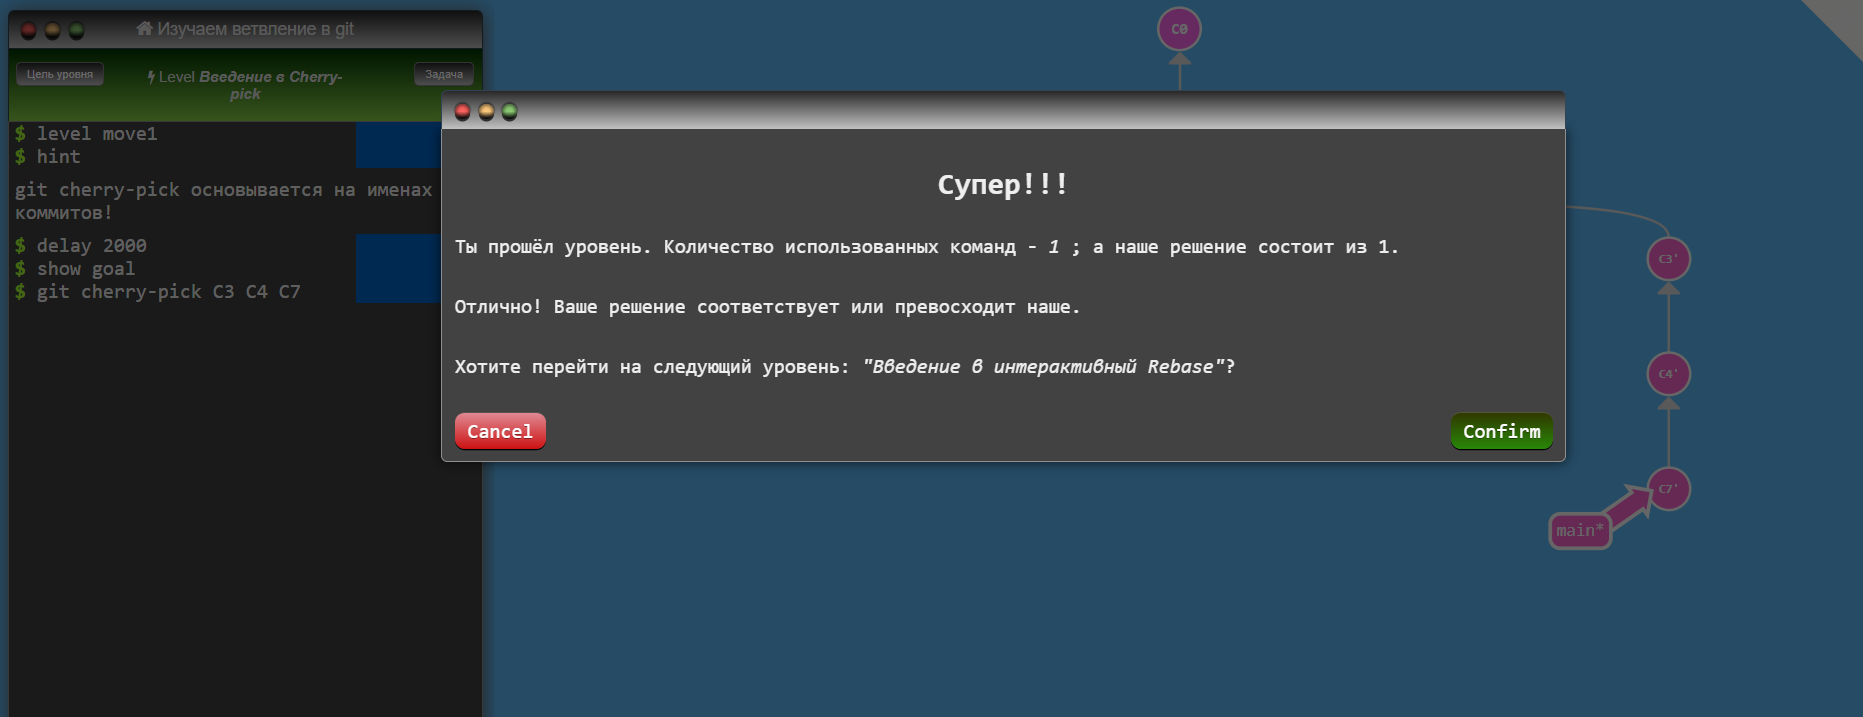 Изучаем ветвление в git
Цель уровня
Level Введение в Cherry-
pick
Задача
$ level move1
$ hint
git cherry-pick основывается на именах
коммитов!
$ delay 2000
$ show goal
$ git cherry-pick C3 C4 C7
C0
Супер!!!
Ты прошёл уровень. Количество использованных команд - 1 ; а наше решение состоит из 1.
Отлично! Ваше решение соответствует или превосходит наше.
Хотите перейти на следующий уровень: "Введение в интерактивный Rebase"?
Cancel
Confirm
C3'
C4'
C7'
main*